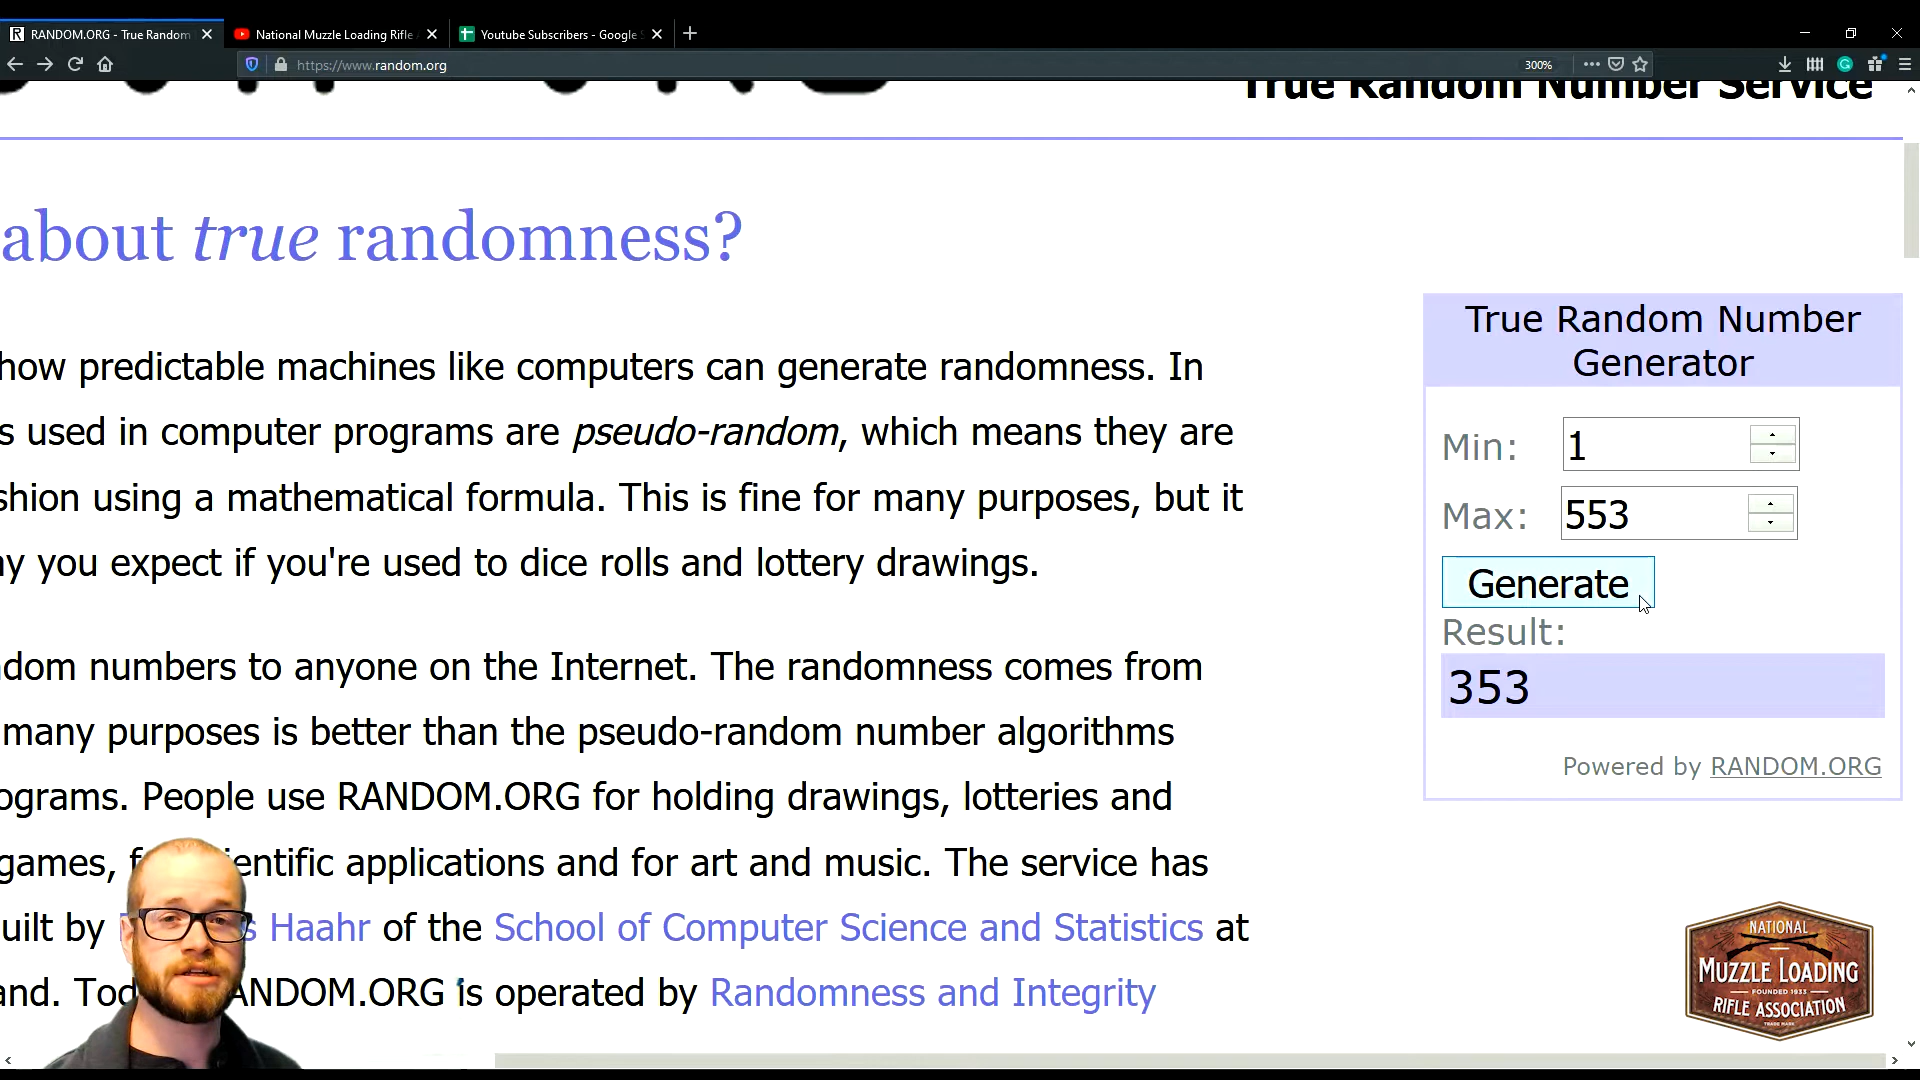 RANDOM.ORG - True Random
National Muzzle Loading Rifle
Youtube Subscribers - Google
https://www.random.org
300%
True Random Number Service
about true randomness?
how predictable machines like computers can generate randomness. In
s used in computer programs are pseudo-random, which means they are
shion using a mathematical formula. This is fine for many purposes, but it
y you expect if you're used to dice rolls and lottery drawings.
dom numbers to anyone on the Internet. The randomness comes from
many purposes is better than the pseudo-random number algorithms
ograms. People use RANDOM.ORG for holding drawings, lotteries and
games, f entific applications and for art and music. The service has
uilt by s Haahr of the School of Computer Science and Statistics at
and. Tod ANDOM.ORG is operated by Randomness and Integrity
True Random Number
Generator
Min: 1
Max: 553
Generate
Result:
353
Powered by RANDOM.ORG
NATIONAL
MUZZLE LOADING
FOUNDED 1933
RIFLE ASSOCIATION
TRADE MARK